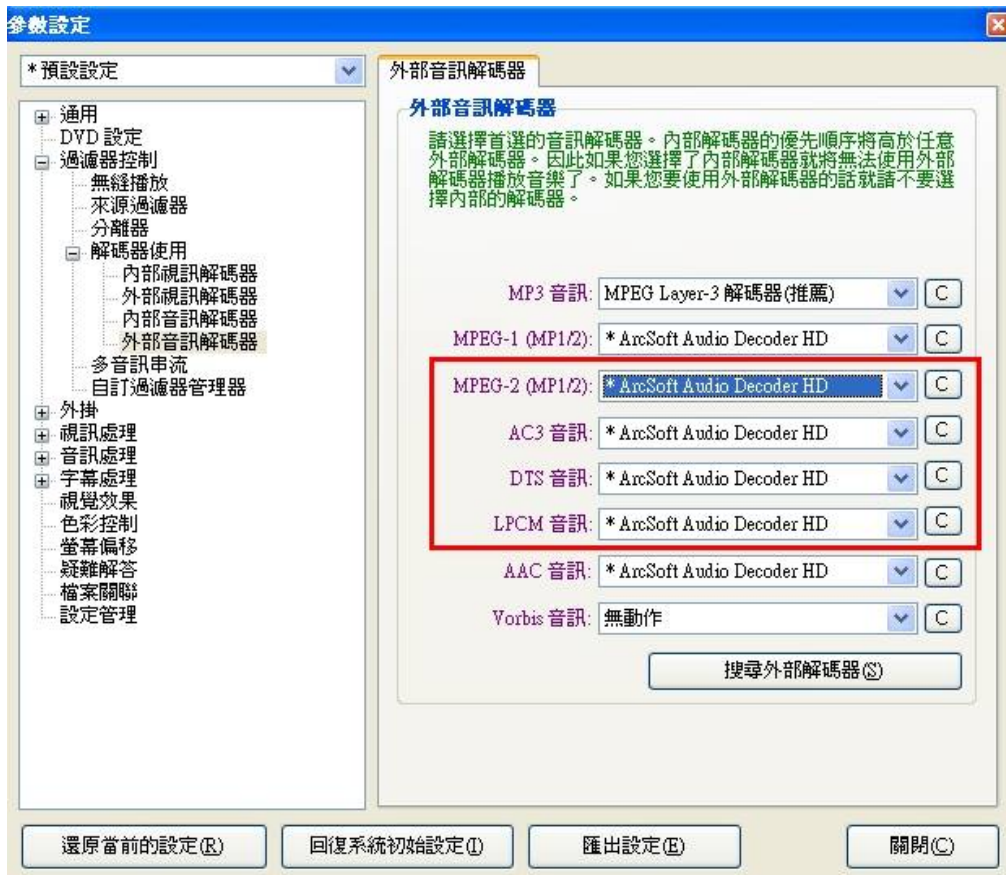 參數設定
*預設設定
通用
DVD 設定
過濾器控制
無縫播放
來源過濾器
分離器
解碼器使用
內部視訊解碼器
外部視訊解碼器
內部音訊解碼器
外部音訊解碼器
多音訊串流
自訂過濾器管理器
外掛
視訊處理
音訊處理
字幕處理
視覺效果
色彩控制
螢幕偏移
疑難解答
檔案關聯
設定管理
外部音訊解碼器
外部音訊解碼器
請選擇首選的音訊解碼器。內部解碼器的優先順序將高於任意
外部解碼器。因此如果您選擇了內部解碼器就將無法使用外部
解碼器播放音樂了。如果您要使用外部解碼器的話就請不要選
擇內部的解碼器。
MP3 音訊: MPEG Layer-3 解碼器(推薦) C
MPEG-1 (MP1/2): * ArcSoft Audio Decoder HD C
MPEG-2 (MP1/2): * ArcSoft Audio Decoder HD C
AC3 音訊: * ArcSoft Audio Decoder HD C
DTS 音訊: * ArcSoft Audio Decoder HD C
LPCM 音訊: * ArcSoft Audio Decoder HD C
AAC 音訊: * ArcSoft Audio Decoder HD C
Vorbis 音訊: 無動作 C
搜尋外部解碼器(S)
還原當前的設定(R) 回復系統初始設定(I) 匯出設定(E) 關閉(C)